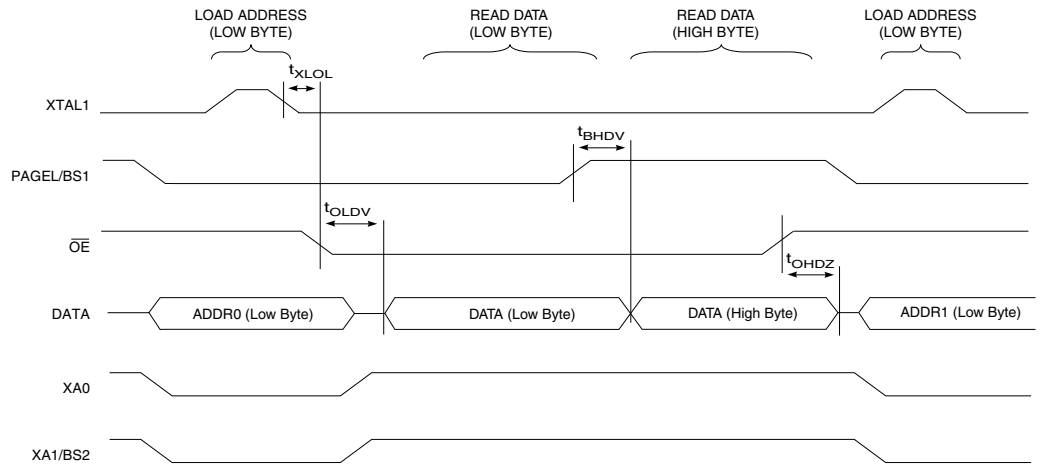 LOAD ADDRESS
(LOW BYTE)
READ DATA
(LOW BYTE)
READ DATA
(HIGH BYTE)
LOAD ADDRESS
(LOW BYTE)
tXLOL
XTAL1
tBHDV
PAGEL/BS1
tOLDV
OE
tOHDZ
DATA
ADDR0 (Low Byte)
DATA (Low Byte)
DATA (High Byte)
ADDR1 (Low Byte)
XA0
XA1/BS2